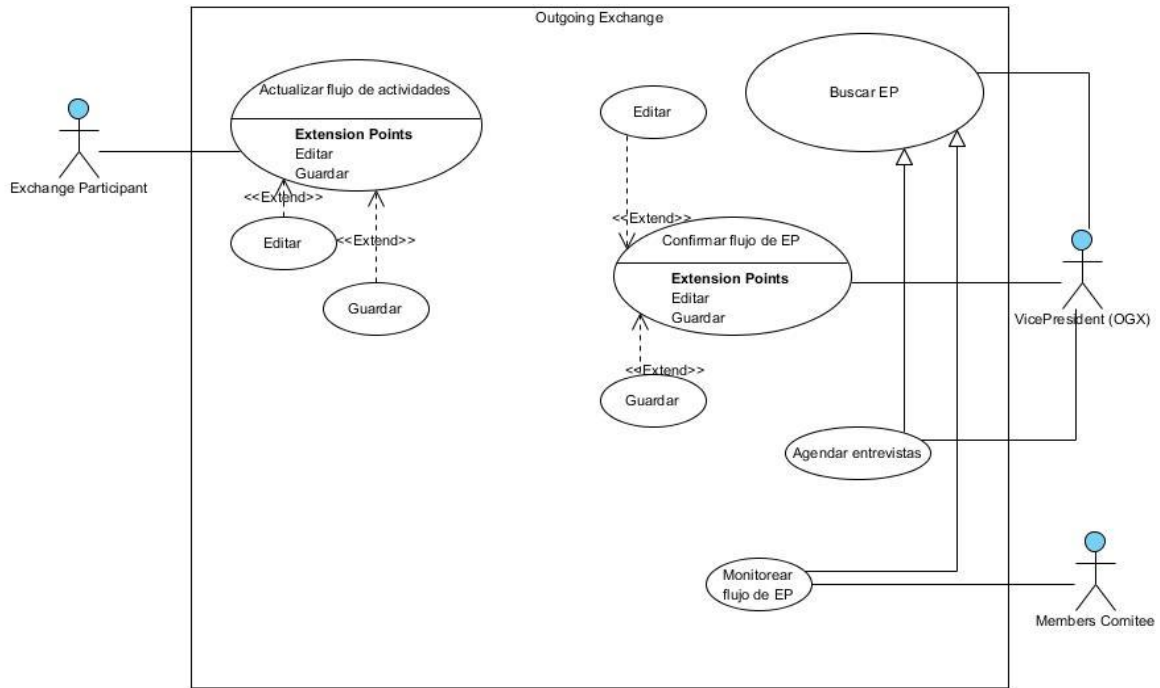 Outgoing Exchange
Actualizar flujo de actividades
Extension Points
Editar
Guardar
<<Extend>>
Editar
<<Extend>>
Guardar
Exchange Participant
Editar
<<Extend>>
Confirmar flujo de EP
Extension Points
Editar
Guardar
<<Extend>>
Guardar
Buscar EP
VicePresident (OGX)
Agendar entrevistas
Monitorear
flujo de EP
Members Comitee